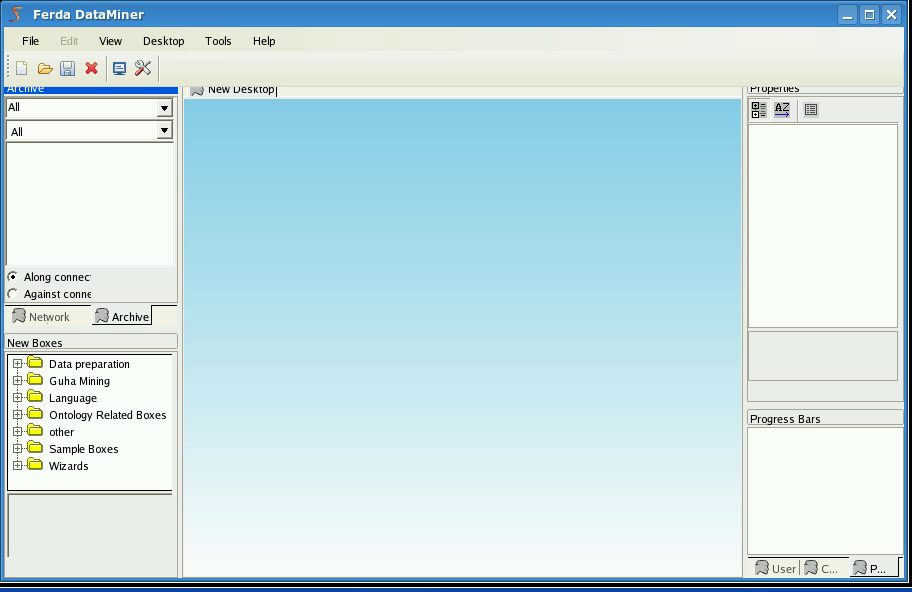 Ferda DataMiner
File Edit View Desktop Tools Help
Archive
All
All
Along connec
Against conne
Network Archive
New Boxes
Data preparation
Guha Mining
Language
Ontology Related Boxes
other
Sample Boxes
Wizards
New Desktop
Properties
AZ
Progress Bars
User C... P...